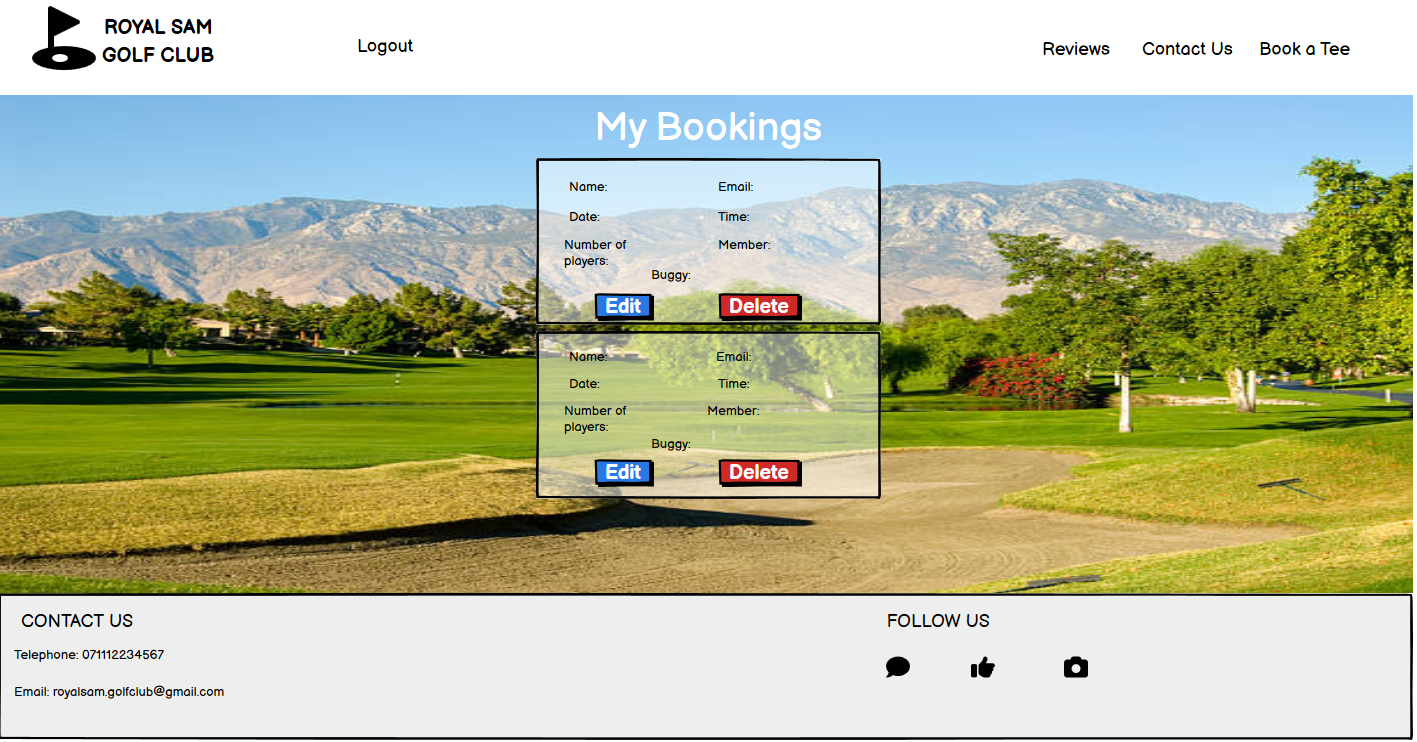 ROYAL SAM
GOLF CLUB
Logout
Reviews
Contact Us
Book a Tee
My Bookings
Name:
Email:
Date:
Time:
Number of
players:
Member:
Buggy:
Edit
Delete
Name:
Email:
Date:
Time:
Number of
players:
Member:
Buggy:
Edit
Delete
CONTACT US
FOLLOW US
Telephone: 071112234567
Email: royalsam.golfclub@gmail.com